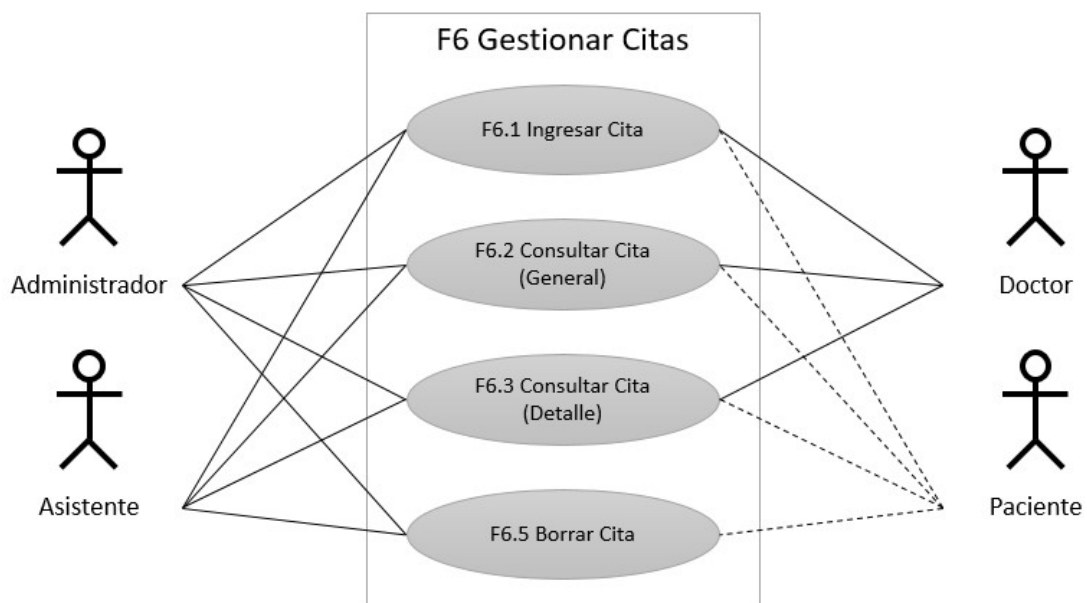 F6 Gestionar Citas
F6.1 Ingresar Cita
F6.2 Consultar Cita
(General)
F6.3 Consultar Cita
(Detalle)
F6.5 Borrar Cita
Administrador
Asistente
Doctor
Paciente